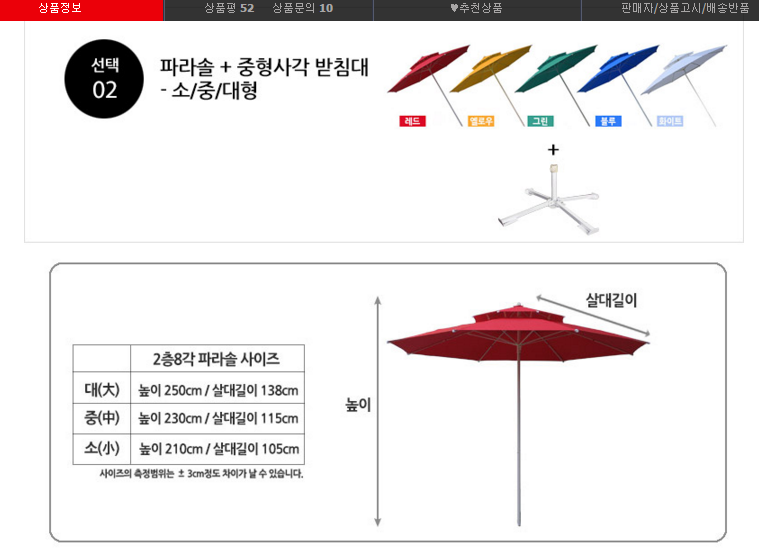 상품정보 상품평 52 상품문의 10 ♥추천상품 판매자/상품고시/배송반품
선택
02
파라솔 + 중형사각 받침대
- 소/중/대형
레드 옐로우 그린 블루 화이트
+
살대길이
높이
2층8각 파라솔 사이즈
대(大) 높이 250cm / 살대길이 138cm
중(中) 높이 230cm / 살대길이 115cm
소(小) 높이 210cm / 살대길이 105cm
사이즈의 측정범위는 ± 3cm정도 차이가 날 수 있습니다.